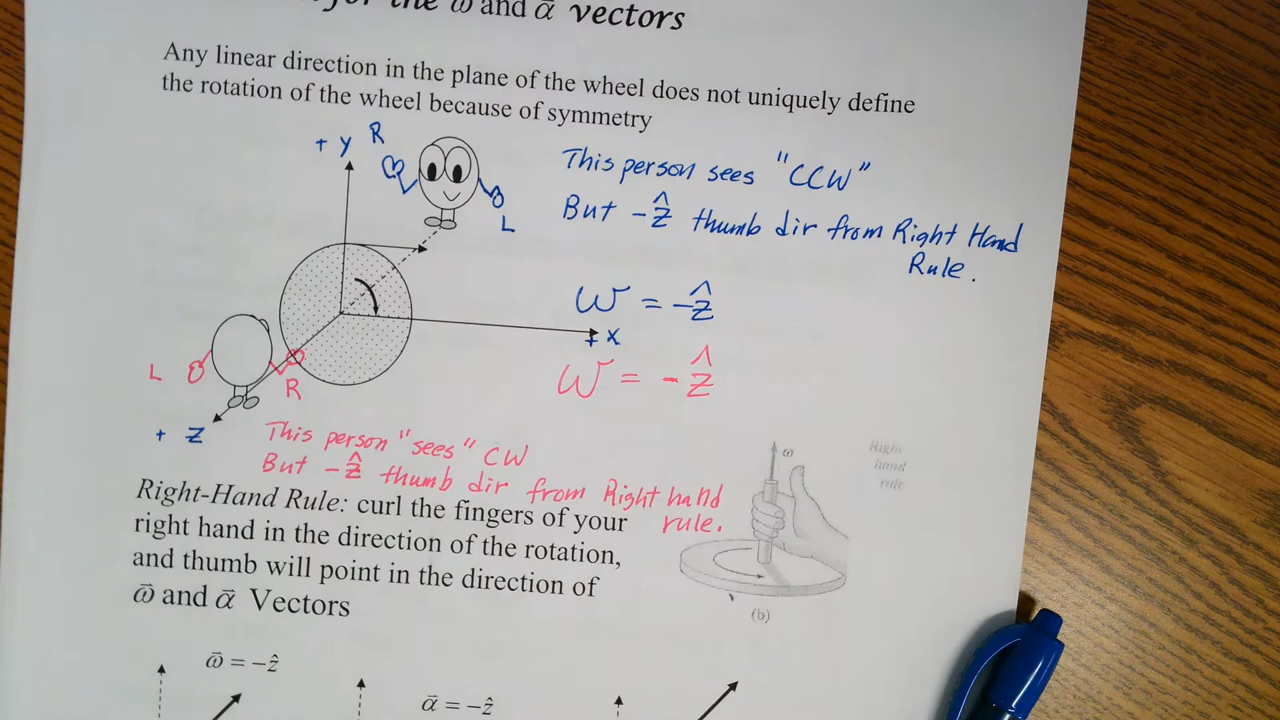 for the ω and α⃗ vectors
Any linear direction in the plane of the wheel does not uniquely define
the rotation of the wheel because of symmetry
+ Y
R
L
This person sees "CCW"
But -ẑ thumb dir from Right Hand
Rule.
ω = -ẑ
+ X
ω = - ẑ
L
R
+ Z
This person "sees" CW
But -ẑ thumb dir from Right hand
rule.
ω
Right
hand
rule
Right-Hand Rule: curl the fingers of your
right hand in the direction of the rotation,
and thumb will point in the direction of
ω⃗ and α⃗ Vectors
(b)
ω⃗ = -ẑ
α⃗ = -ẑ